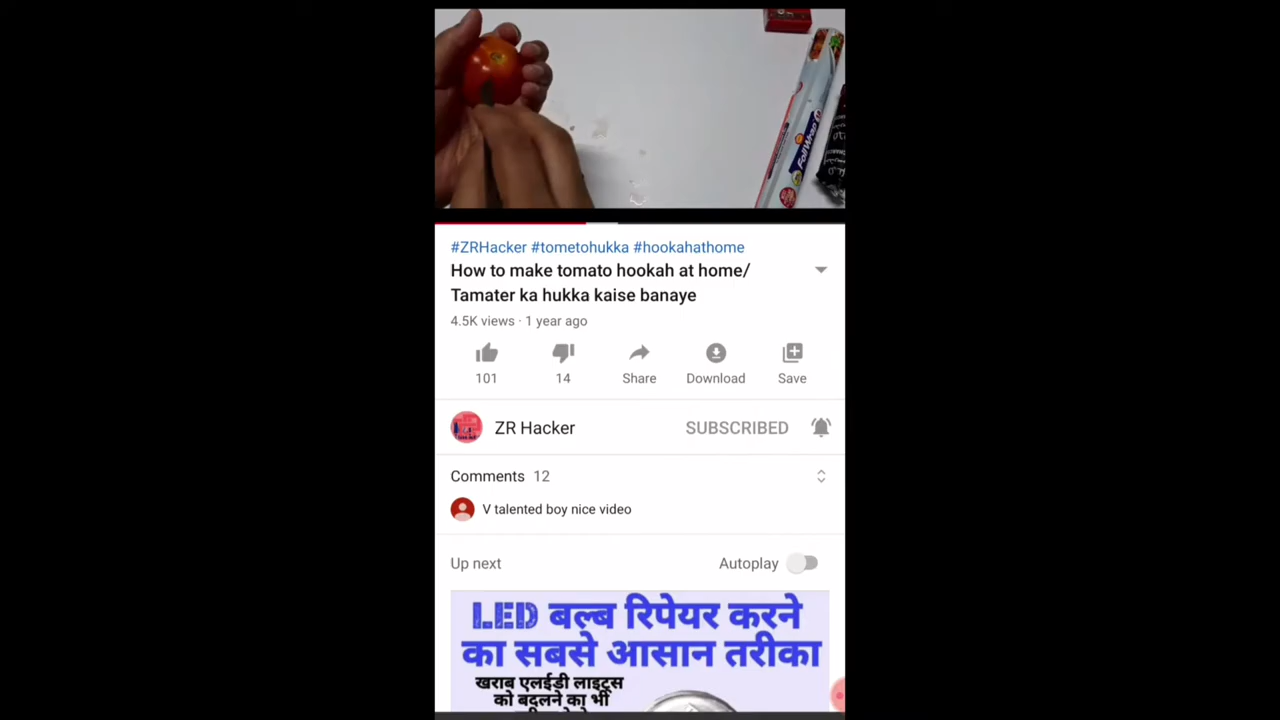 FoilWrap
#ZRHacker #tometohukka #hookahathome
How to make tomato hookah at home/
Tamater ka hukka kaise banaye
4.5K views · 1 year ago
101
14
Share
Download
Save
ZR Hacker
SUBSCRIBED
Comments 12
V talented boy nice video
Up next
Autoplay
LED बल्ब रिपेयर करने
का सबसे आसान तरीका
खराब एलईडी लाइट्स
को बदलने का भी